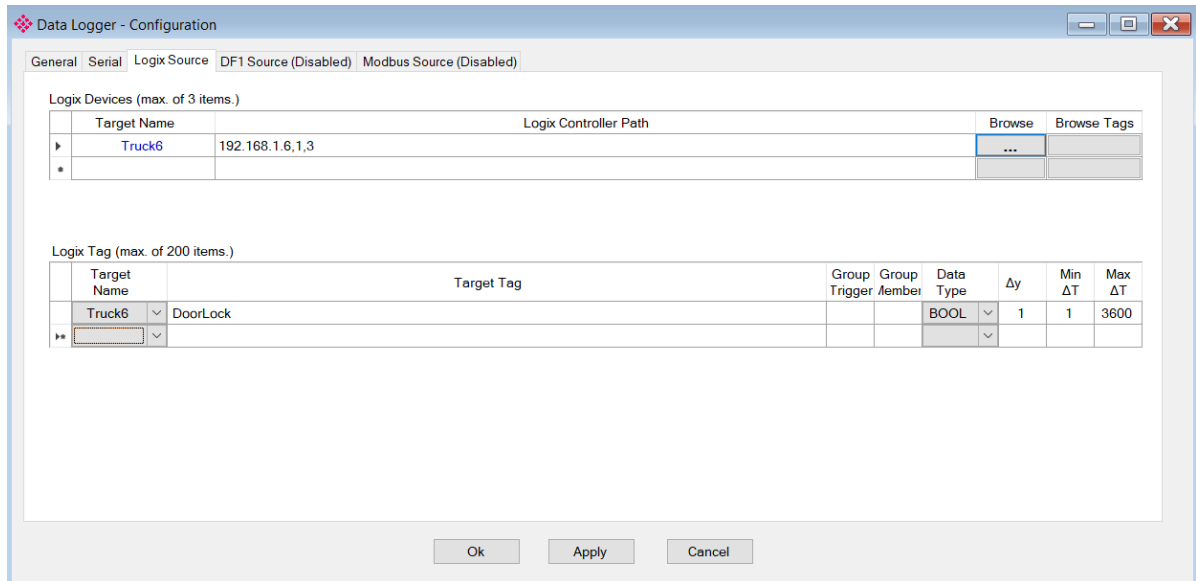 Data Logger - Configuration
General Serial Logix Source DF1 Source (Disabled) Modbus Source (Disabled)
Logix Devices (max. of 3 items.)
Target Name Logix Controller Path Browse Browse Tags
Truck6 192.168.1.6,1,3 ...
Logix Tag (max. of 200 items.)
Target Name Target Tag Group Trigger Group Member Data Type Δy Min ΔT Max ΔT
Truck6 DoorLock BOOL 1 1 3600
Ok Apply Cancel